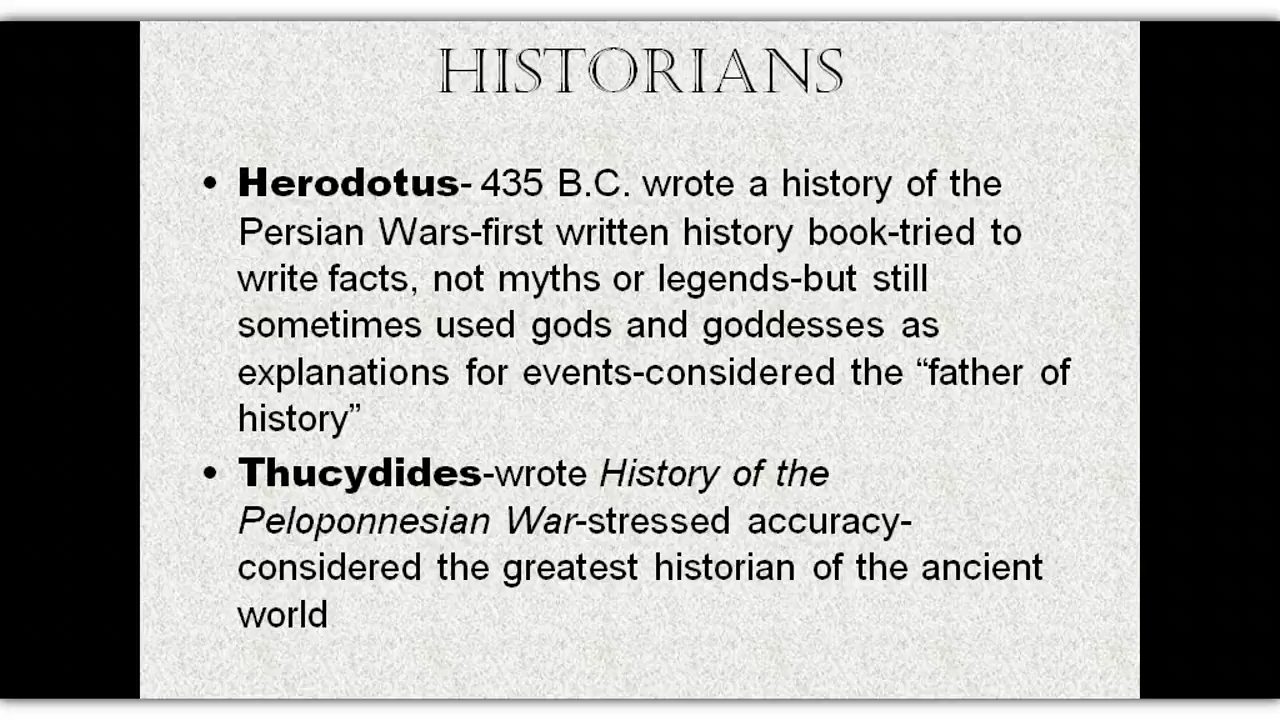 HISTORIANS
• Herodotus- 435 B.C. wrote a history of the
Persian Wars-first written history book-tried to
write facts, not myths or legends-but still
sometimes used gods and goddesses as
explanations for events-considered the “father of
history”
• Thucydides-wrote History of the
Peloponnesian War-stressed accuracy-
considered the greatest historian of the ancient
world